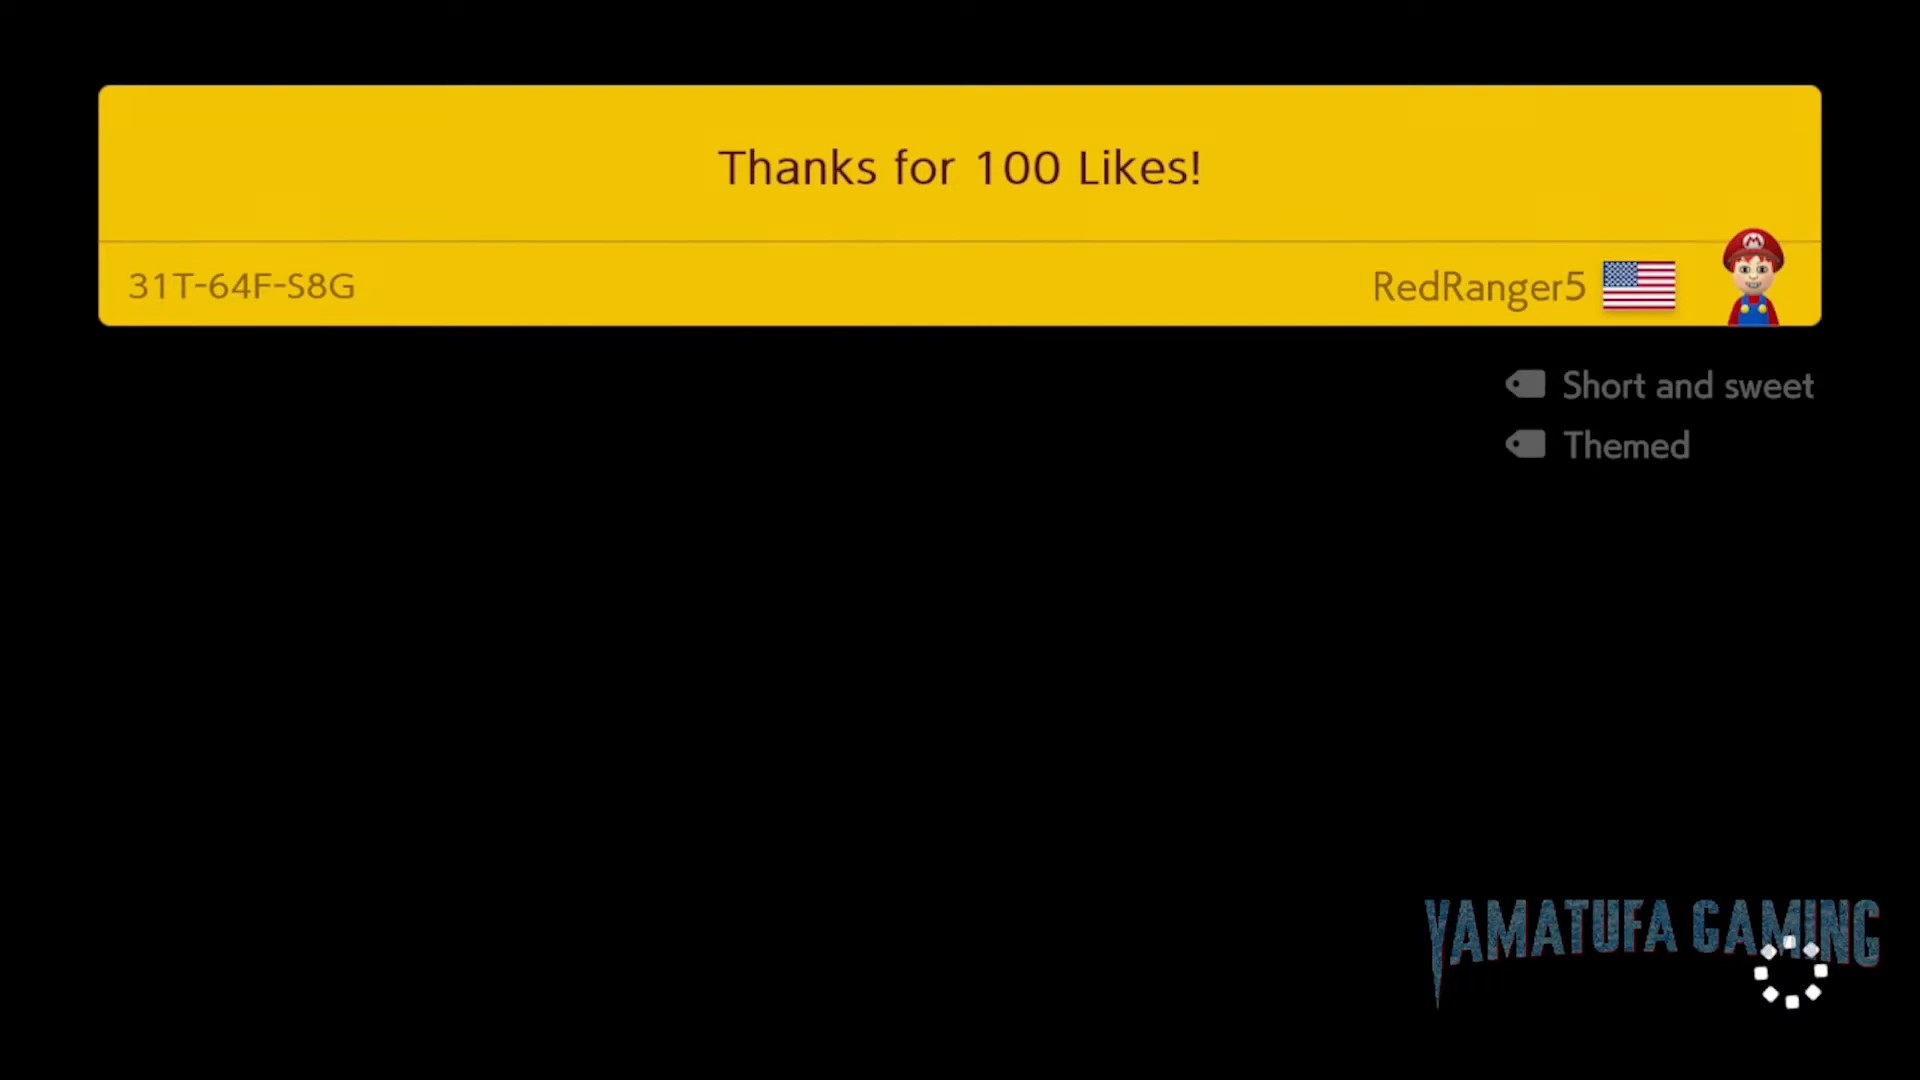 Thanks for 100 Likes!
31T-64F-S8G
RedRanger5
Short and sweet
Themed
YAMATUFA GAMING